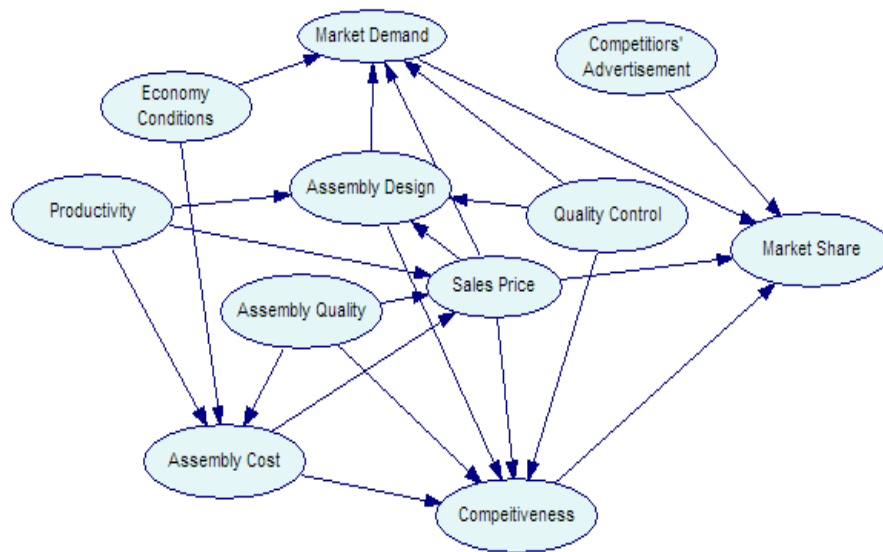 Market Demand
Competitiors'
Advertisement
Economy
Conditions
Assembly Design
Productivity
Quality Control
Market Share
Sales Price
Assembly Quality
Assembly Cost
Compeitiveness